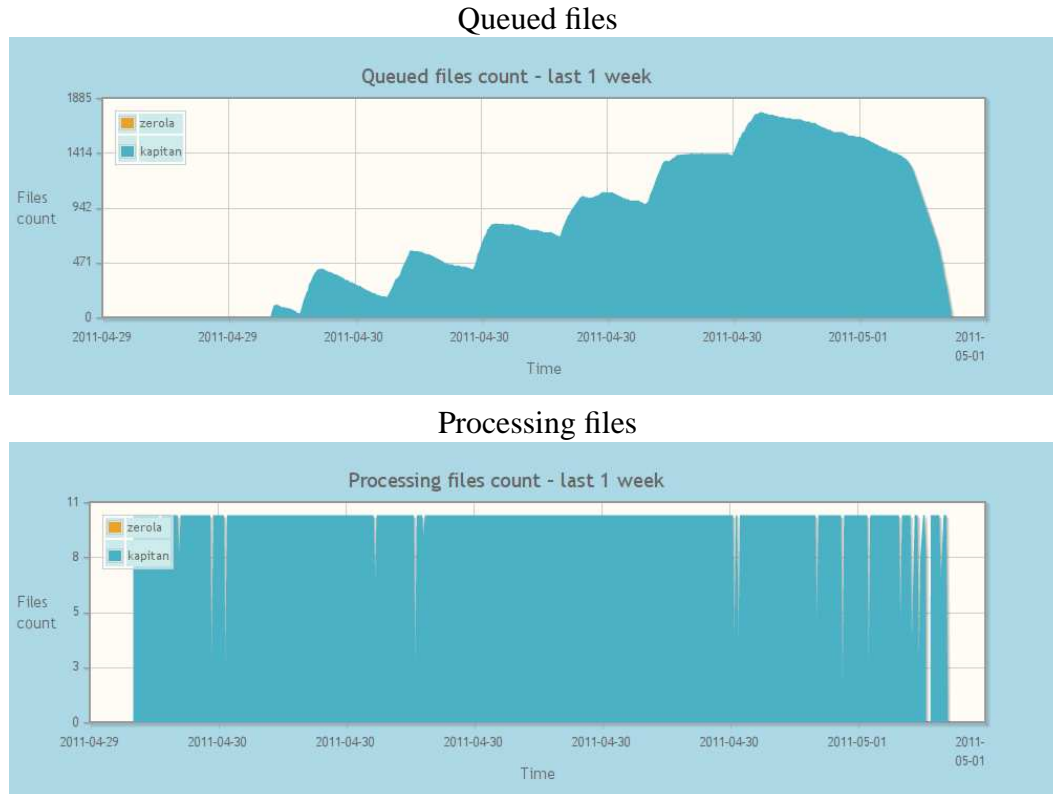 Queued files
Queued files count - last 1 week
1885
1414
942
471
0
zerola
kapitan
Files
count
2011-04-29 2011-04-29 2011-04-30 2011-04-30 2011-04-30 2011-04-30 2011-05-01 2011-
05-01
Time
Processing files
Processing files count - last 1 week
11
8
5
3
0
zerola
kapitan
Files
count
2011-04-29 2011-04-30 2011-04-30 2011-04-30 2011-04-30 2011-04-30 2011-05-01 2011-
05-01
Time